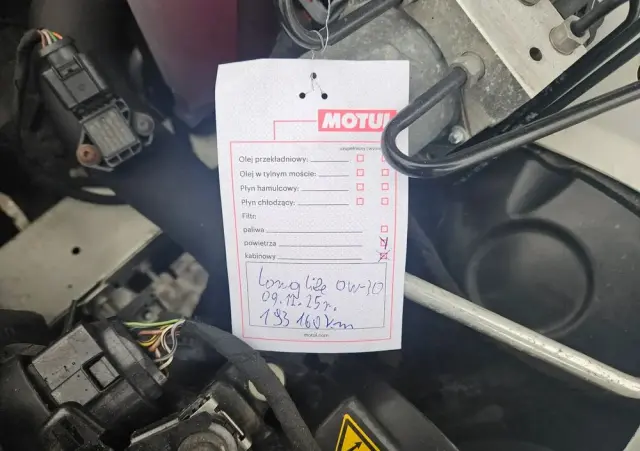 MOTUL
Olej przekładniowy:
Olej w tylnym moście:
Płyn hamulcowy:
Płyn chłodzący:
Filtr:
paliwa
powietrza
kabinowy
Longlife 0W-30
09.12.25r.
193 160 km
motul.com